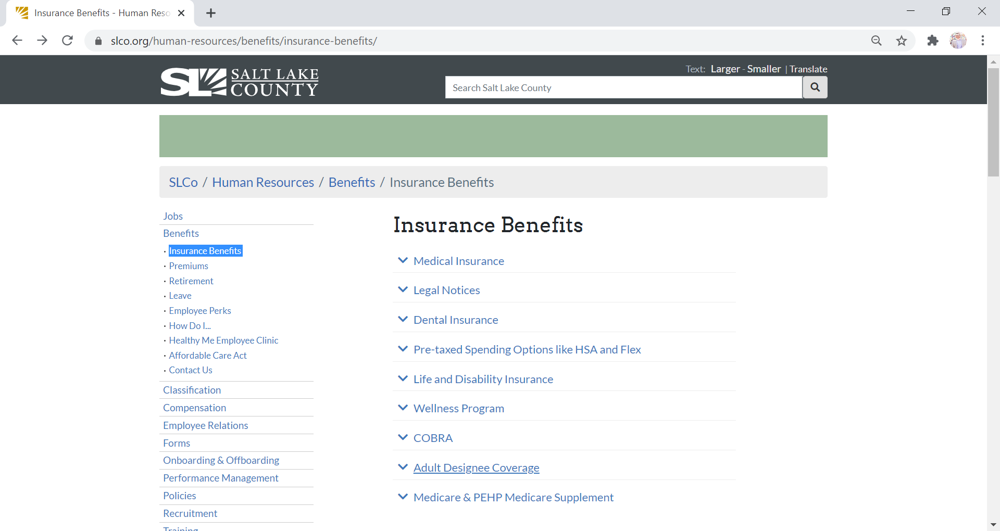 Insurance Benefits - Human Reso
slco.org/human-resources/benefits/insurance-benefits/
SL SALT LAKE
COUNTY
Text: Larger - Smaller | Translate
Search Salt Lake County
SLCo / Human Resources / Benefits / Insurance Benefits
Jobs
Benefits
· Insurance Benefits
· Premiums
· Retirement
· Leave
· Employee Perks
· How Do I...
· Healthy Me Employee Clinic
· Affordable Care Act
· Contact Us
Classification
Compensation
Employee Relations
Forms
Onboarding & Offboarding
Performance Management
Policies
Recruitment
Training
Insurance Benefits
Medical Insurance
Legal Notices
Dental Insurance
Pre-taxed Spending Options like HSA and Flex
Life and Disability Insurance
Wellness Program
COBRA
Adult Designee Coverage
Medicare & PEHP Medicare Supplement